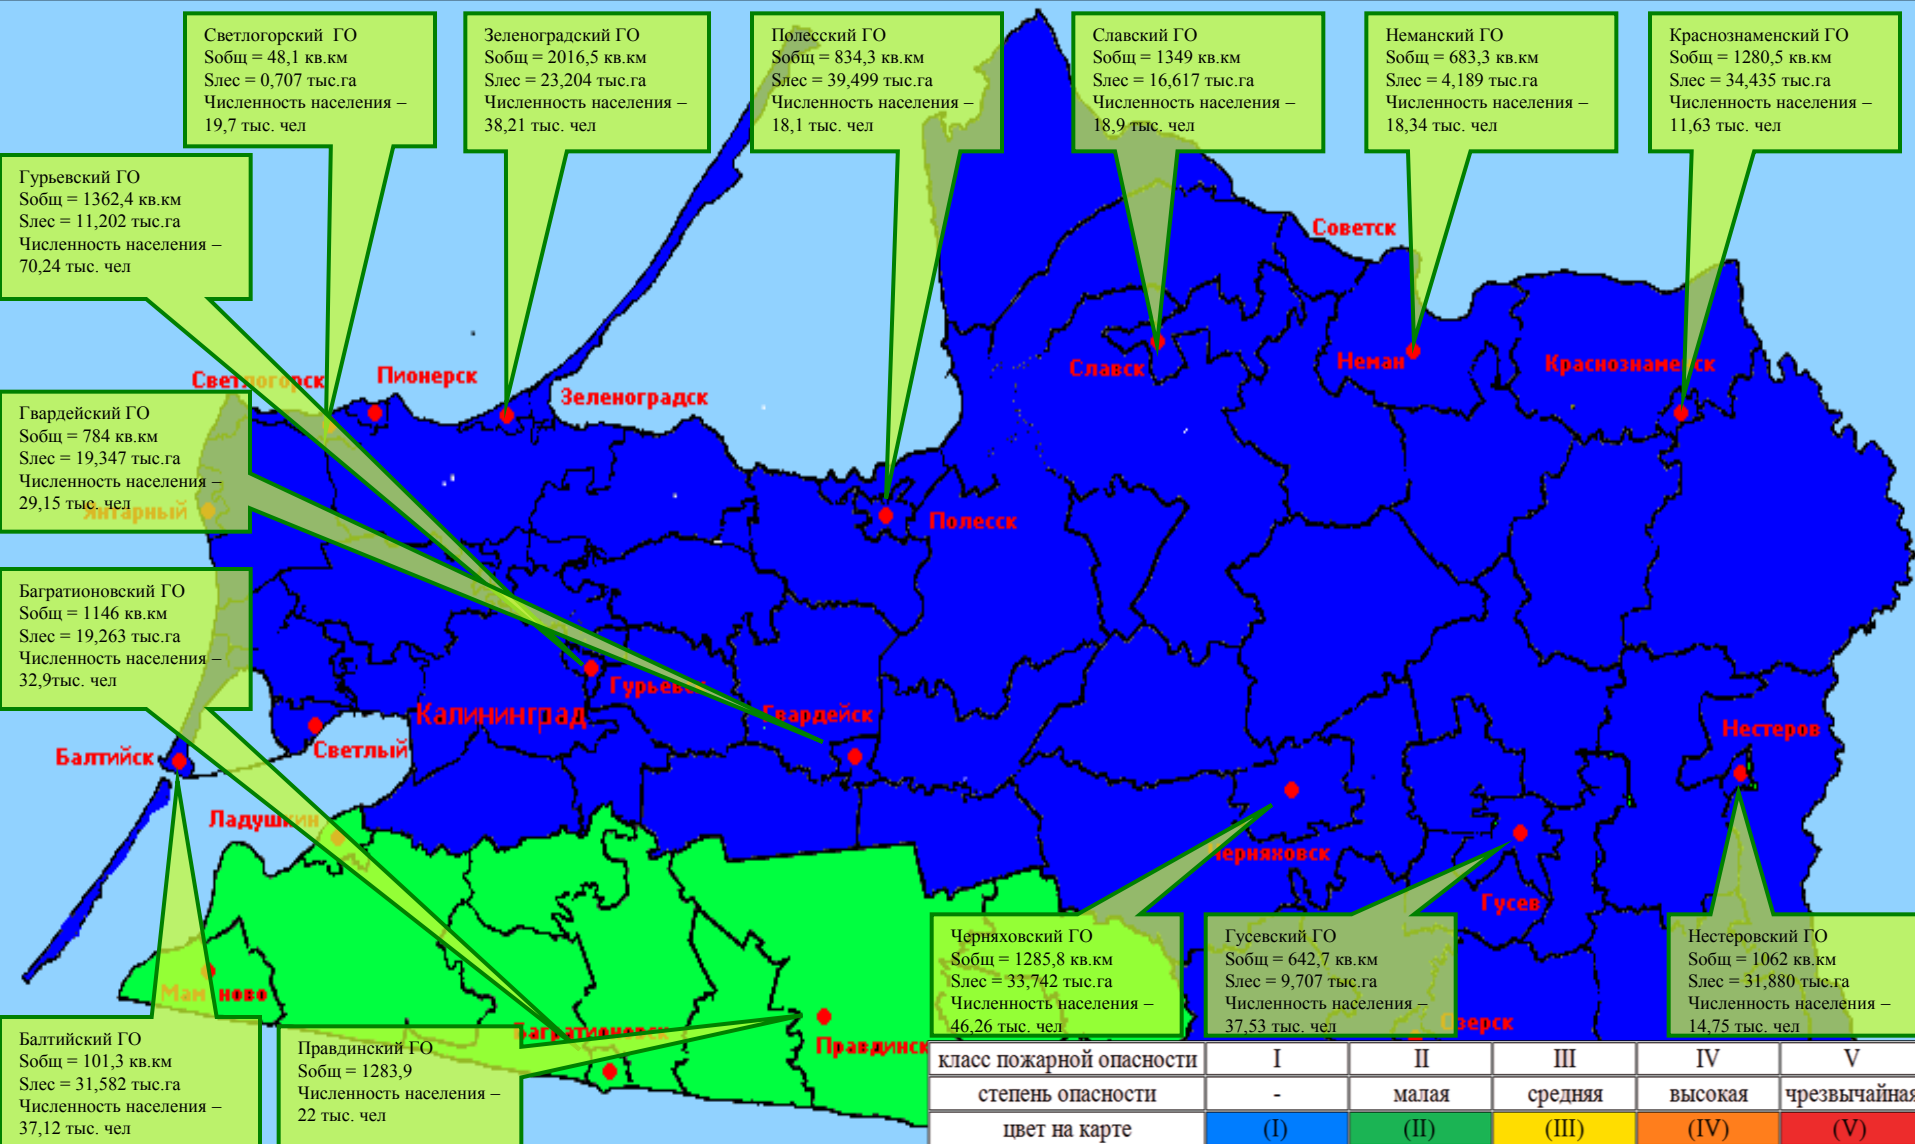 Светлогорский ГО
Sобщ = 48,1 кв.км
Sлес = 0,707 тыс.га
Численность населения –
19,7 тыс. чел
Зеленоградский ГО
Sобщ = 2016,5 кв.км
Sлес = 23,204 тыс.га
Численность населения –
38,21 тыс. чел
Полесский ГО
Sобщ = 834,3 кв.км
Sлес = 39,499 тыс.га
Численность населения –
18,1 тыс. чел
Славский ГО
Sобщ = 1349 кв.км
Sлес = 16,617 тыс.га
Численность населения –
18,9 тыс. чел
Неманский ГО
Sобщ = 683,3 кв.км
Sлес = 4,189 тыс.га
Численность населения –
18,34 тыс. чел
Краснознаменский ГО
Sобщ = 1280,5 кв.км
Sлес = 34,435 тыс.га
Численность населения –
11,63 тыс. чел
Гурьевский ГО
Sобщ = 1362,4 кв.км
Sлес = 11,202 тыс.га
Численность населения –
70,24 тыс. чел
Советск
Славск
Неман
Краснознаменск
Светлогорск
Пионерск
Зеленоградск
Гвардейский ГО
Sобщ = 784 кв.км
Sлес = 19,347 тыс.га
Численность населения –
29,15 тыс. чел
Янтарный
Полесск
Багратионовский ГО
Sобщ = 1146 кв.км
Sлес = 19,263 тыс.га
Численность населения –
32,9тыс. чел
Гурьевск
Калининград
Гвардейск
Нестеров
Балтийск
Светлый
Ладушкин
Черняховск
Гусев
Мамоново
Багратионовск
Правдинск
Озерск
Черняховский ГО
Sобщ = 1285,8 кв.км
Sлес = 33,742 тыс.га
Численность населения –
46,26 тыс. чел
Гусевский ГО
Sобщ = 642,7 кв.км
Sлес = 9,707 тыс.га
Численность населения –
37,53 тыс. чел
Нестеровский ГО
Sобщ = 1062 кв.км
Sлес = 31,880 тыс.га
Численность населения –
14,75 тыс. чел
Балтийский ГО
Sобщ = 101,3 кв.км
Sлес = 31,582 тыс.га
Численность населения –
37,12 тыс. чел
Правдинский ГО
Sобщ = 1283,9
Численность населения –
22 тыс. чел
класс пожарной опасности I II III IV V
степень опасности - малая средняя высокая чрезвычайная
цвет на карте (I) (II) (III) (IV) (V)